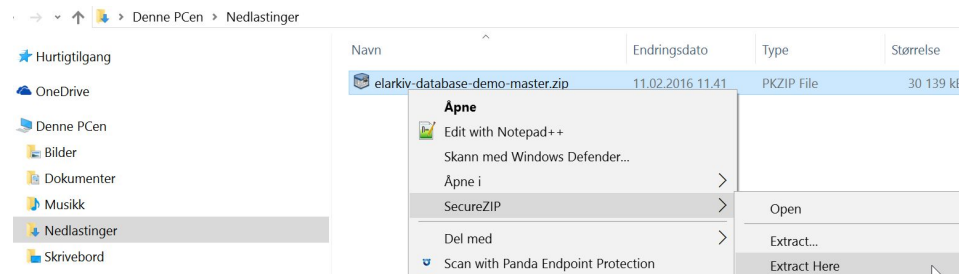 Denne PCen > Nedlastinger
Navn Endringsdato Type Størrelse
Hurtigtilgang
OneDrive
Denne PCen
Bilder
Dokumenter
Musikk
Nedlastinger
Skrivebord
elarkiv-database-demo-master.zip 11.02.2016 11.41 PKZIP File 30 139 kB
Åpne
Edit with Notepad++
Skann med Windows Defender...
Åpne i
SecureZIP
Del med
Scan with Panda Endpoint Protection
Open
Extract...
Extract Here